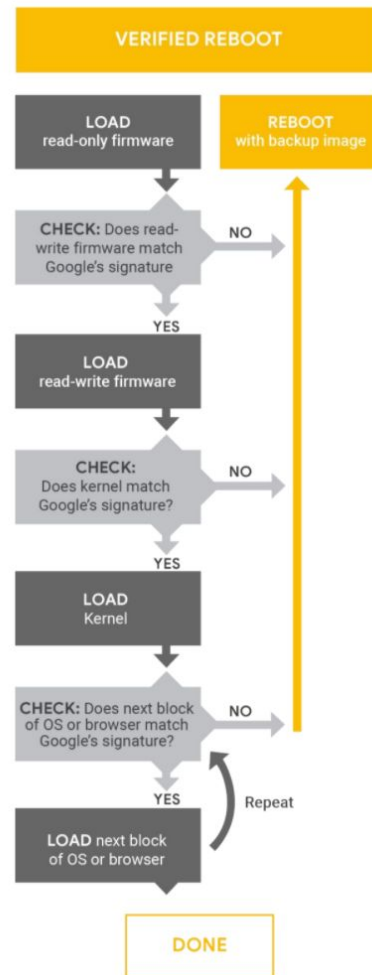 VERIFIED REBOOT
LOAD
read-only firmware
REBOOT
with backup image
CHECK: Does read-
write firmware match
Google's signature
NO
YES
LOAD
read-write firmware
CHECK:
Does kernel match
Google's signature?
NO
YES
LOAD
Kernel
CHECK: Does next block
of OS or browser match
Google's signature?
NO
YES
Repeat
LOAD next block
of OS or browser
DONE